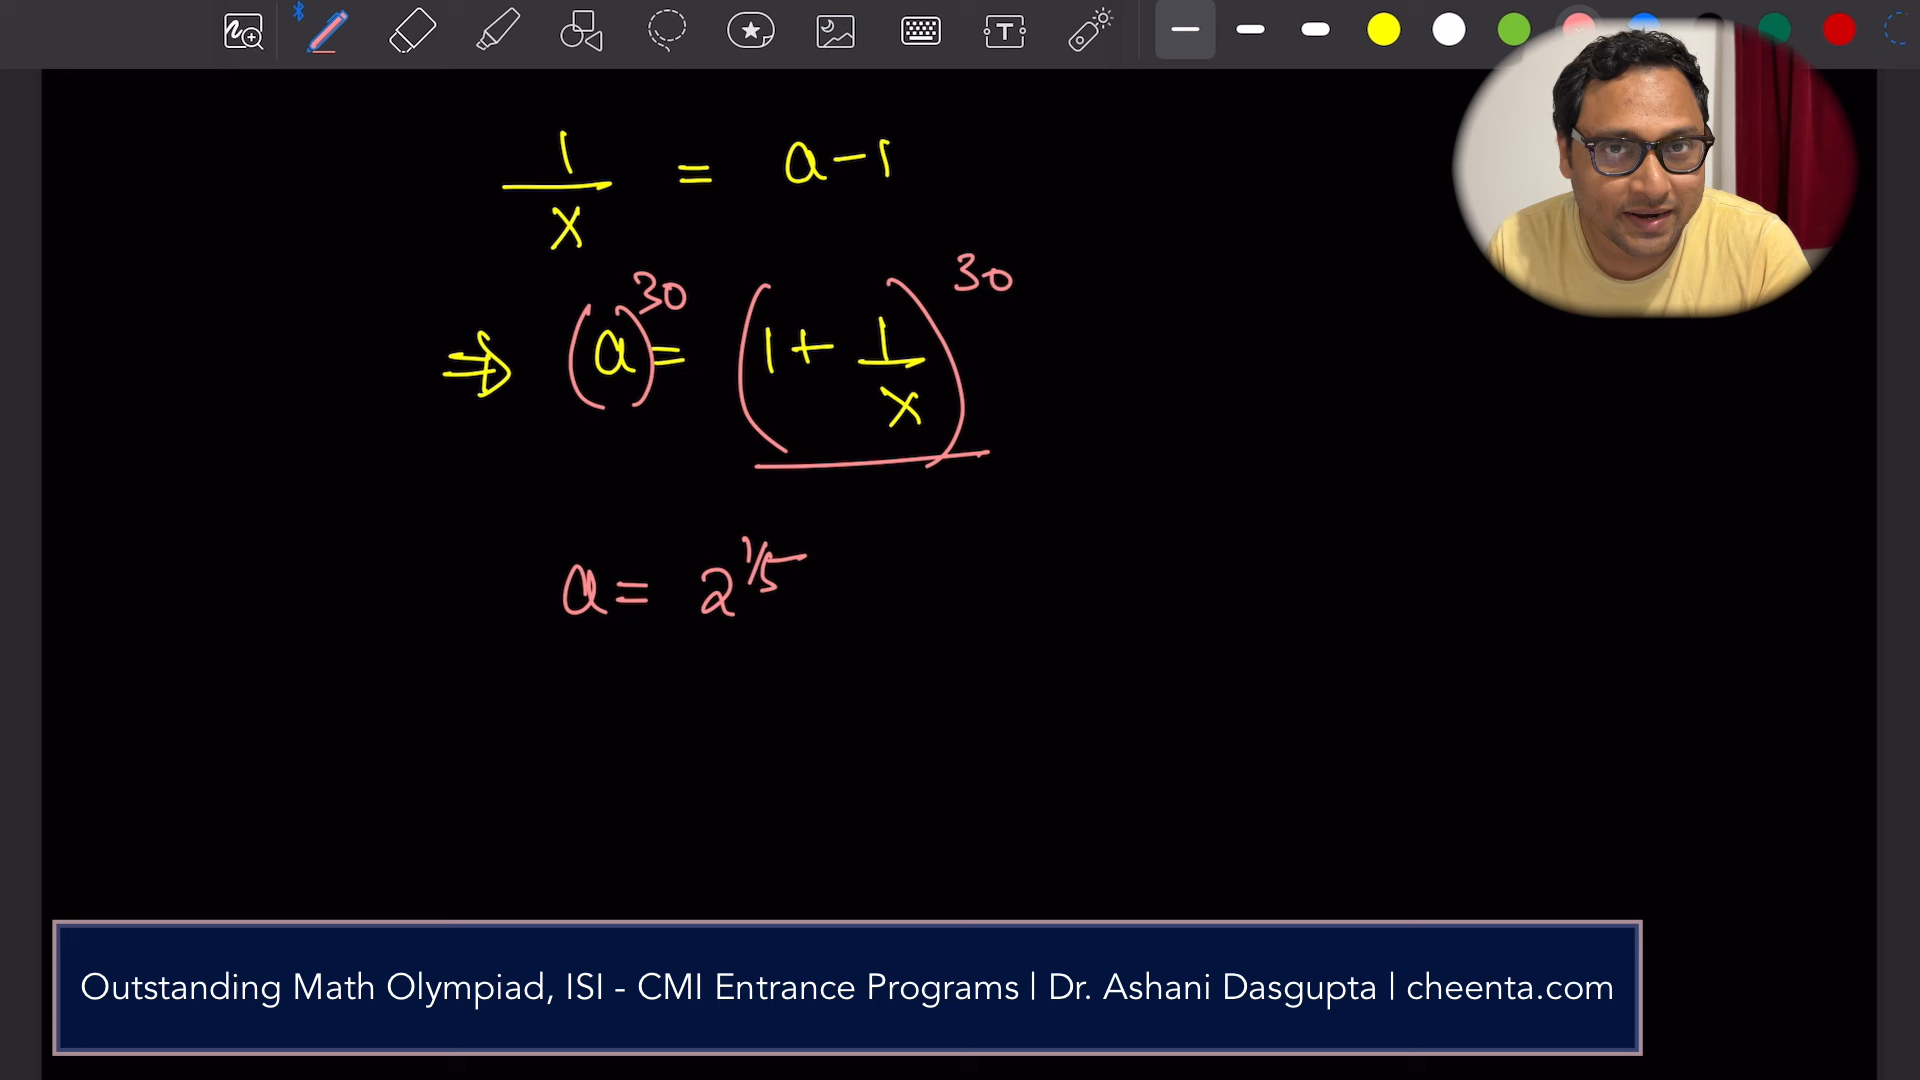 1/x = a-1
⇒ (a)^30 = (1 + 1/x)^30
a = 2^1/5
Outstanding Math Olympiad, ISI - CMI Entrance Programs | Dr. Ashani Dasgupta | cheenta.com